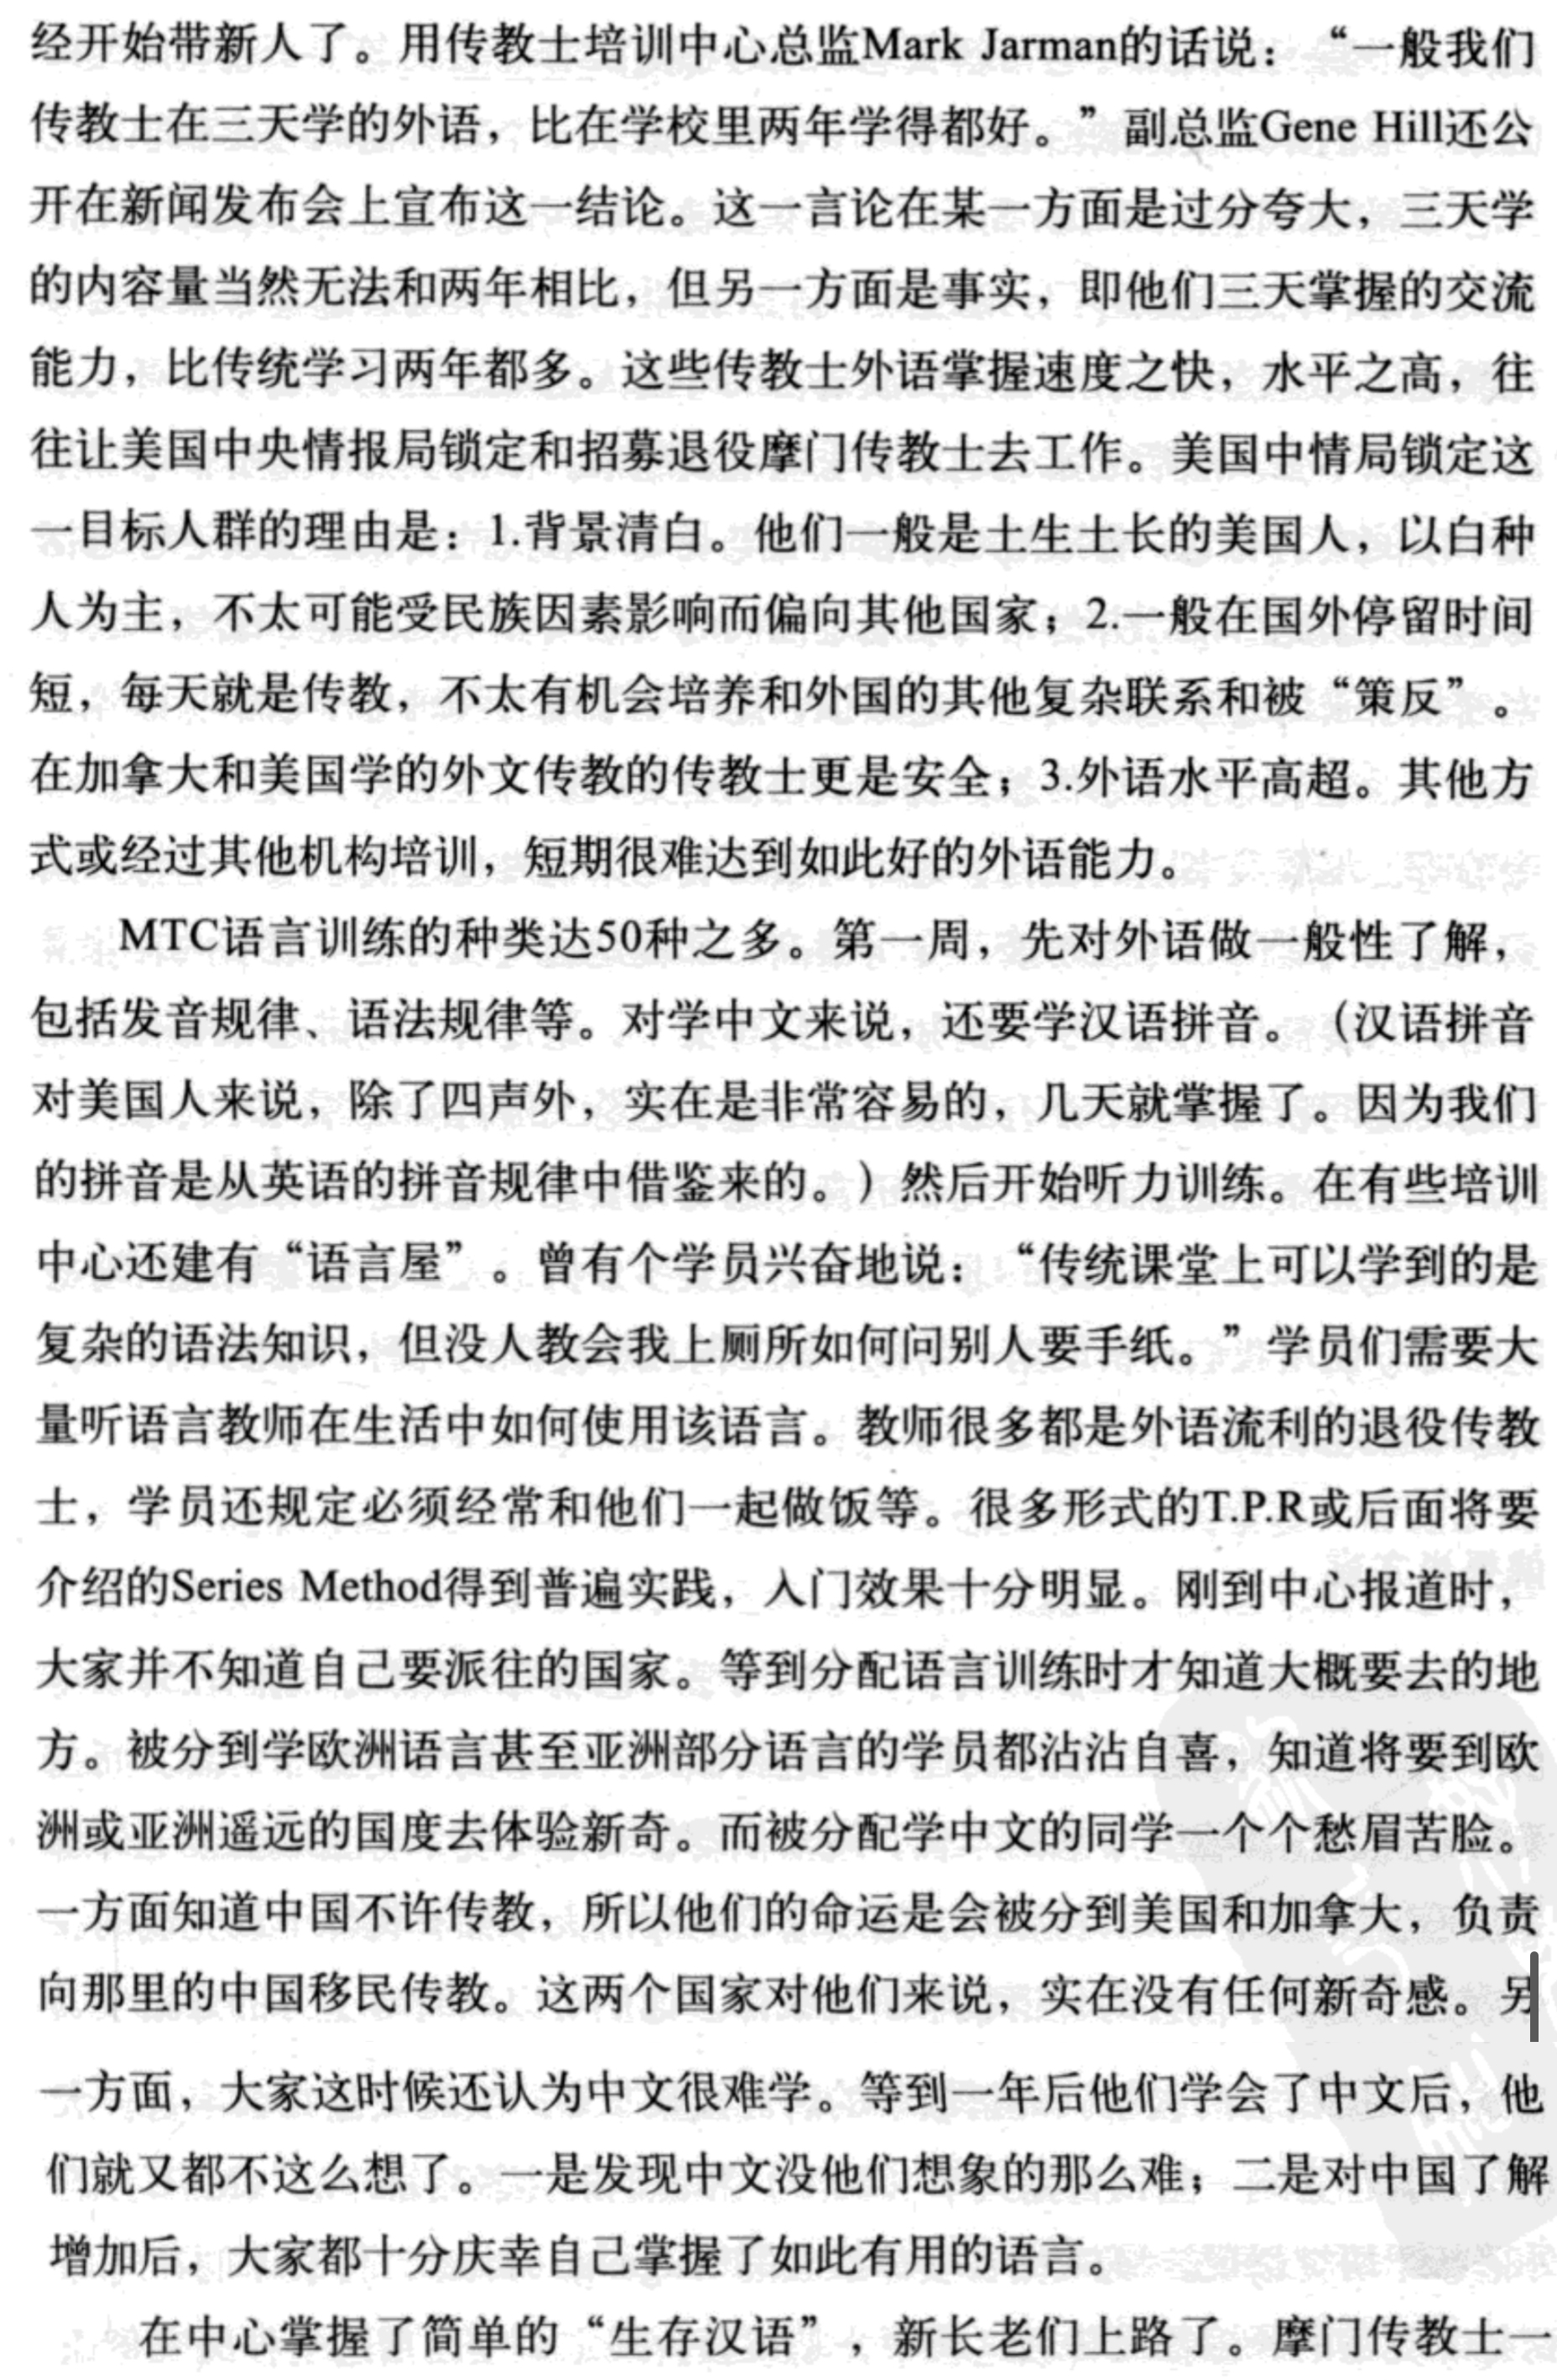 经开始带新人了。用传教士培训中心总监Mark Jarman的话说：“一般我们
传教士在三天学的外语，比在学校里两年学得都好。”副总监Gene Hill还公
开在新闻发布会上宣布这一结论。这一言论在某一方面是过分夸大，三天学
的内容量当然无法和两年相比，但另一方面是事实，即他们三天掌握的交流
能力，比传统学习两年都多。这些传教士外语掌握速度之快，水平之高，往
往让美国中央情报局锁定和招募退役摩门传教士去工作。美国中情局锁定这
一目标人群的理由是：1.背景清白。他们一般是土生土长的美国人，以白种
人为主，不太可能受民族因素影响而偏向其他国家；2.一般在国外停留时间
短，每天就是传教，不太有机会培养和外国的其他复杂联系和被“策反”。
在加拿大和美国学的外文传教的传教士更是安全；3.外语水平高超。其他方
式或经过其他机构培训，短期很难达到如此好的外语能力。
MTC语言训练的种类达50种之多。第一周，先对外语做一般性了解，
包括发音规律、语法规律等。对学中文来说，还要学汉语拼音。（汉语拼音
对美国人来说，除了四声外，实在是非常容易的，几天就掌握了。因为我们
的拼音是从英语的拼音规律中借鉴来的。）然后开始听力训练。在有些培训
中心还建有“语言屋”。曾有个学员兴奋地说：“传统课堂上可以学到的是
复杂的语法知识，但没人教会我上厕所如何问别人要手纸。”学员们需要大
量听语言教师在生活中如何使用该语言。教师很多都是外语流利的退役传教
士，学员还规定必须经常和他们一起做饭等。很多形式的T.P.R或后面将要
介绍的Series Method得到普遍实践，入门效果十分明显。刚到中心报道时，
大家并不知道自己要派往的国家。等到分配语言训练时才知道大概要去的地
方。被分到学欧洲语言甚至亚洲部分语言的学员都沾沾自喜，知道将要到欧
洲或亚洲遥远的国度去体验新奇。而被分配学中文的同学一个个愁眉苦脸。
一方面知道中国不许传教，所以他们的命运是会被分到美国和加拿大，负责
向那里的中国移民传教。这两个国家对他们来说，实在没有任何新奇感。另
一方面，大家这时候还认为中文很难学。等到一年后他们学会了中文后，他
们就又都不这么想了。一是发现中文没他们想象的那么难；二是对中国了解
增加后，大家都十分庆幸自己掌握了如此有用的语言。
在中心掌握了简单的“生存汉语”，新长老们上路了。摩门传教士一